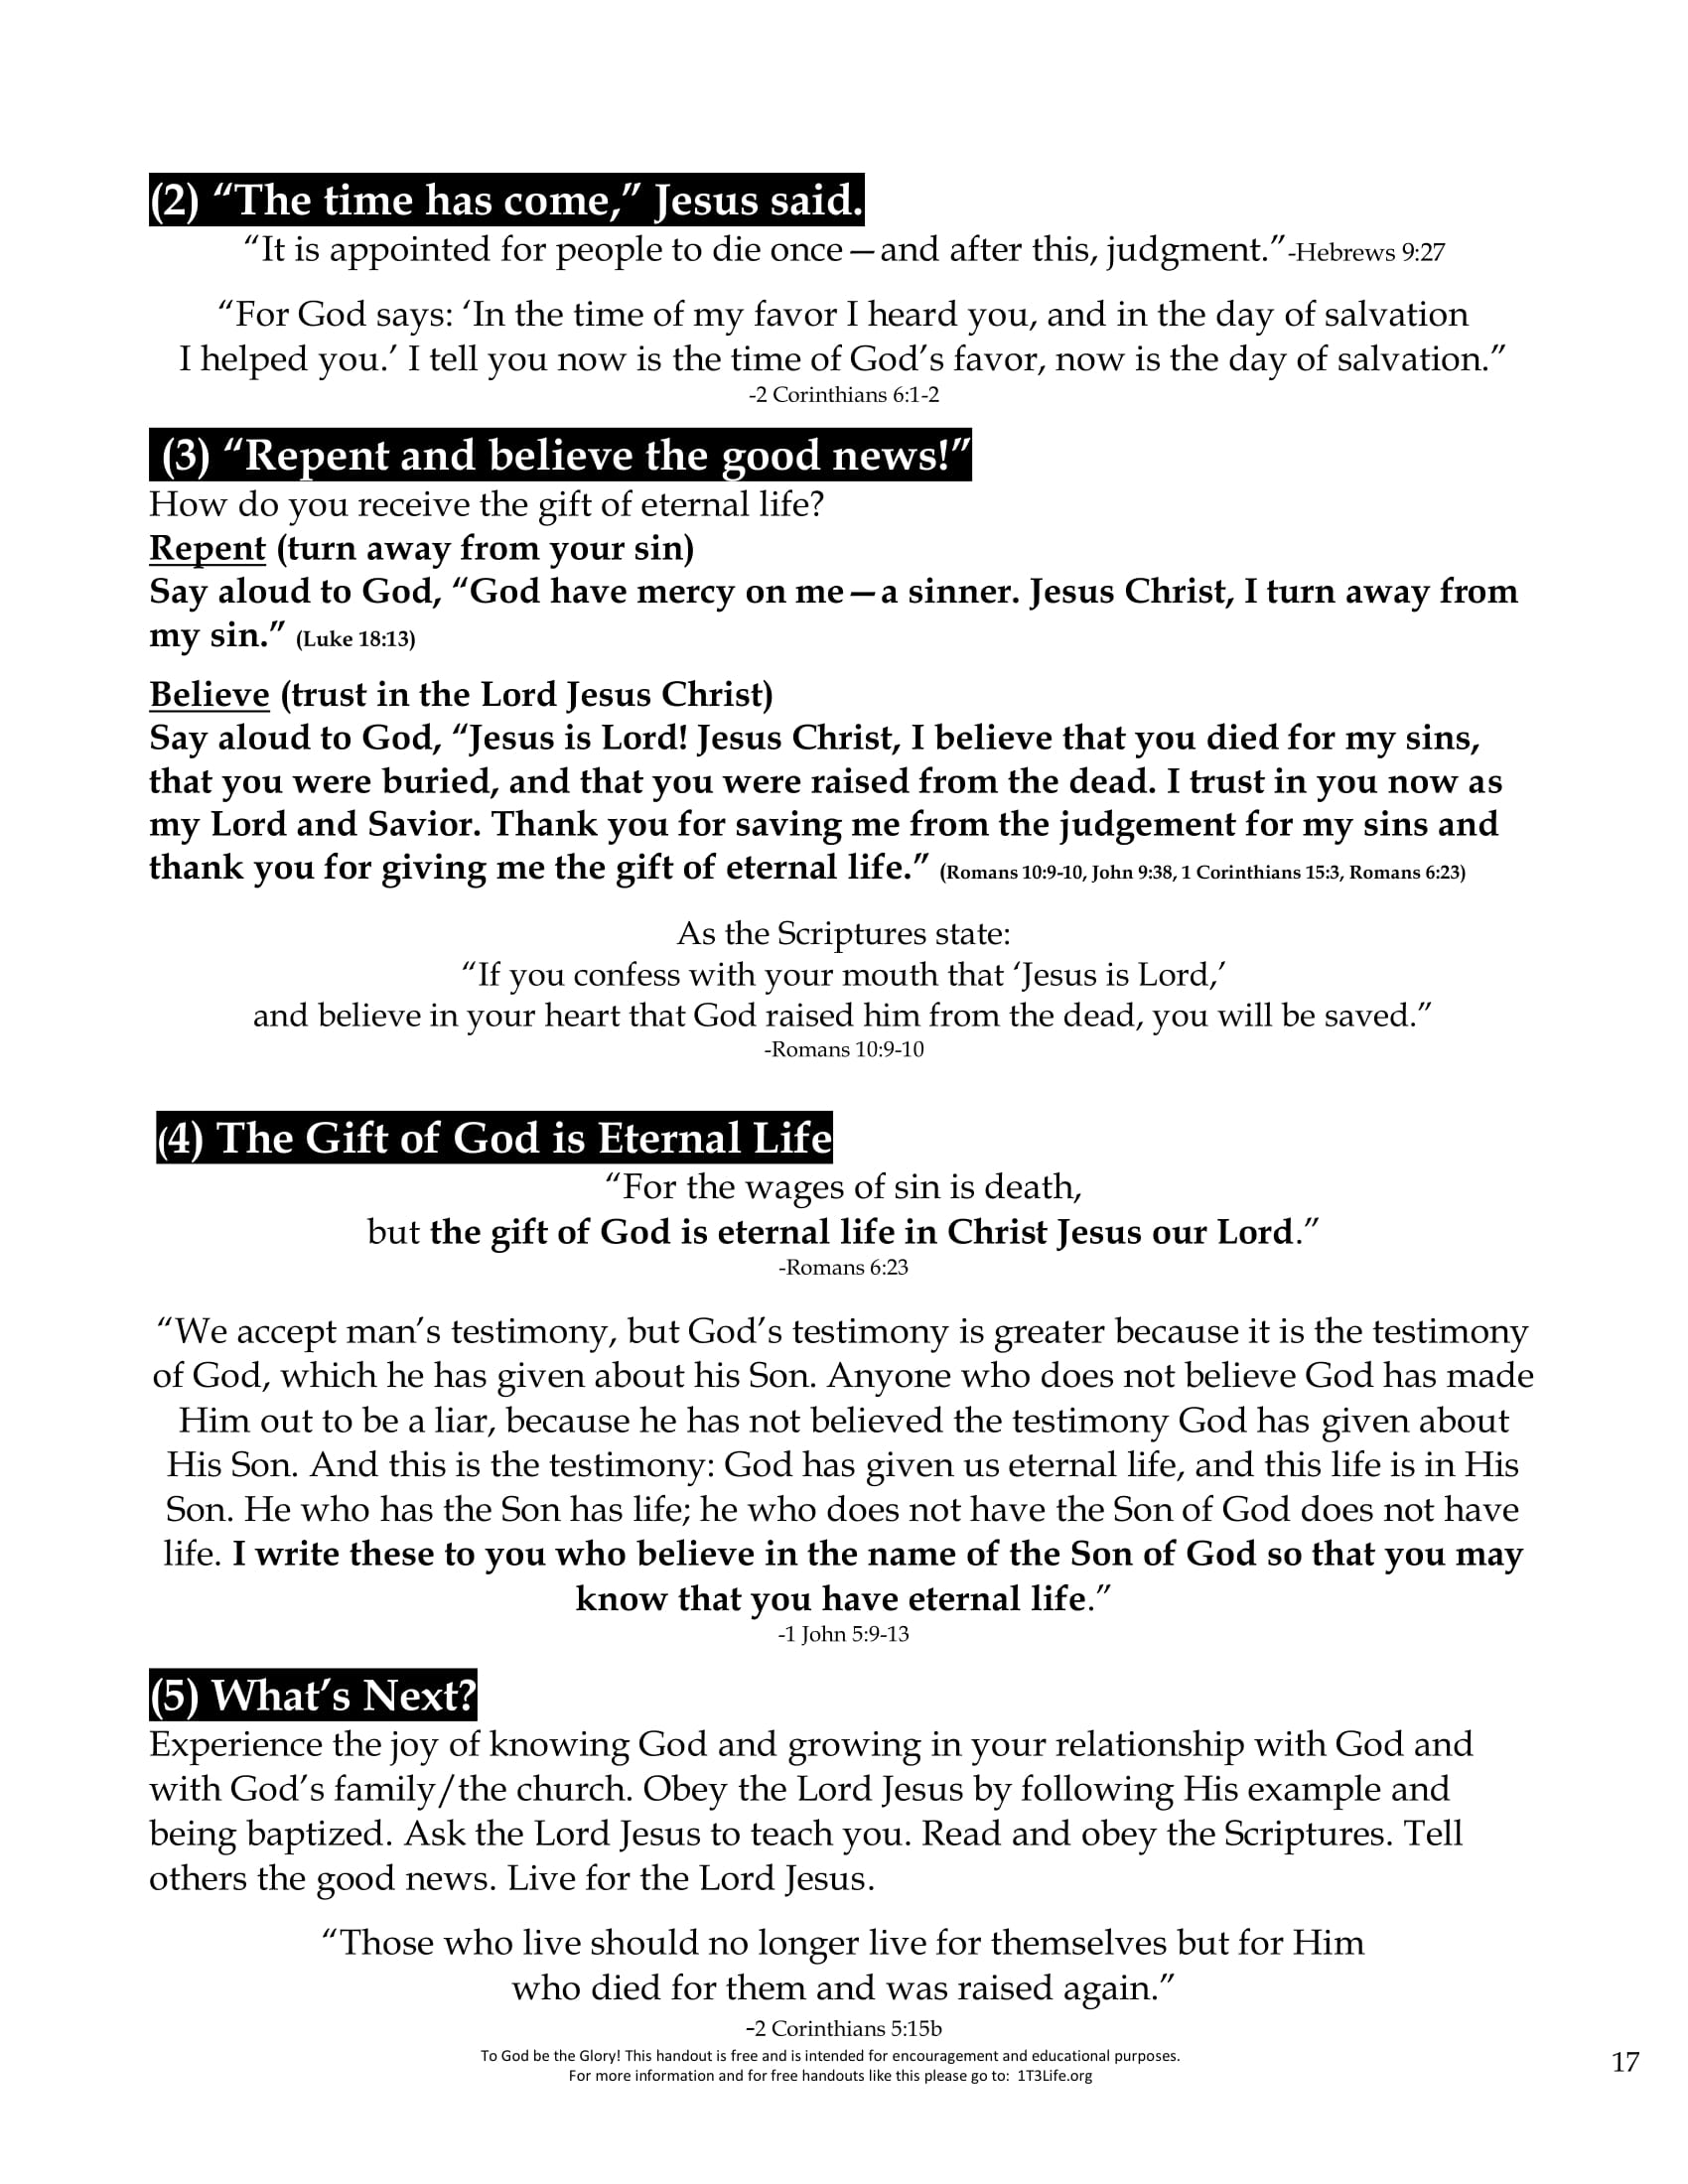 (2) “The time has come,” Jesus said.
“It is appointed for people to die once—and after this, judgment.”-Hebrews 9:27
“For God says: ‘In the time of my favor I heard you, and in the day of salvation
I helped you.’ I tell you now is the time of God’s favor, now is the day of salvation.”
-2 Corinthians 6:1-2
(3) “Repent and believe the good news!”
How do you receive the gift of eternal life?
Repent (turn away from your sin)
Say aloud to God, “God have mercy on me—a sinner. Jesus Christ, I turn away from
my sin.” (Luke 18:13)
Believe (trust in the Lord Jesus Christ)
Say aloud to God, “Jesus is Lord! Jesus Christ, I believe that you died for my sins,
that you were buried, and that you were raised from the dead. I trust in you now as
my Lord and Savior. Thank you for saving me from the judgement for my sins and
thank you for giving me the gift of eternal life.” (Romans 10:9-10, John 9:38, 1 Corinthians 15:3, Romans 6:23)
As the Scriptures state:
“If you confess with your mouth that ‘Jesus is Lord,’
and believe in your heart that God raised him from the dead, you will be saved.”
-Romans 10:9-10
(4) The Gift of God is Eternal Life
“For the wages of sin is death,
but the gift of God is eternal life in Christ Jesus our Lord.”
-Romans 6:23
“We accept man’s testimony, but God’s testimony is greater because it is the testimony
of God, which he has given about his Son. Anyone who does not believe God has made
Him out to be a liar, because he has not believed the testimony God has given about
His Son. And this is the testimony: God has given us eternal life, and this life is in His
Son. He who has the Son has life; he who does not have the Son of God does not have
life. I write these to you who believe in the name of the Son of God so that you may
know that you have eternal life.”
-1 John 5:9-13
(5) What’s Next?
Experience the joy of knowing God and growing in your relationship with God and
with God’s family/the church. Obey the Lord Jesus by following His example and
being baptized. Ask the Lord Jesus to teach you. Read and obey the Scriptures. Tell
others the good news. Live for the Lord Jesus.
“Those who live should no longer live for themselves but for Him
who died for them and was raised again.”
-2 Corinthians 5:15b
To God be the Glory! This handout is free and is intended for encouragement and educational purposes.
For more information and for free handouts like this please go to: 1T3Life.org
17